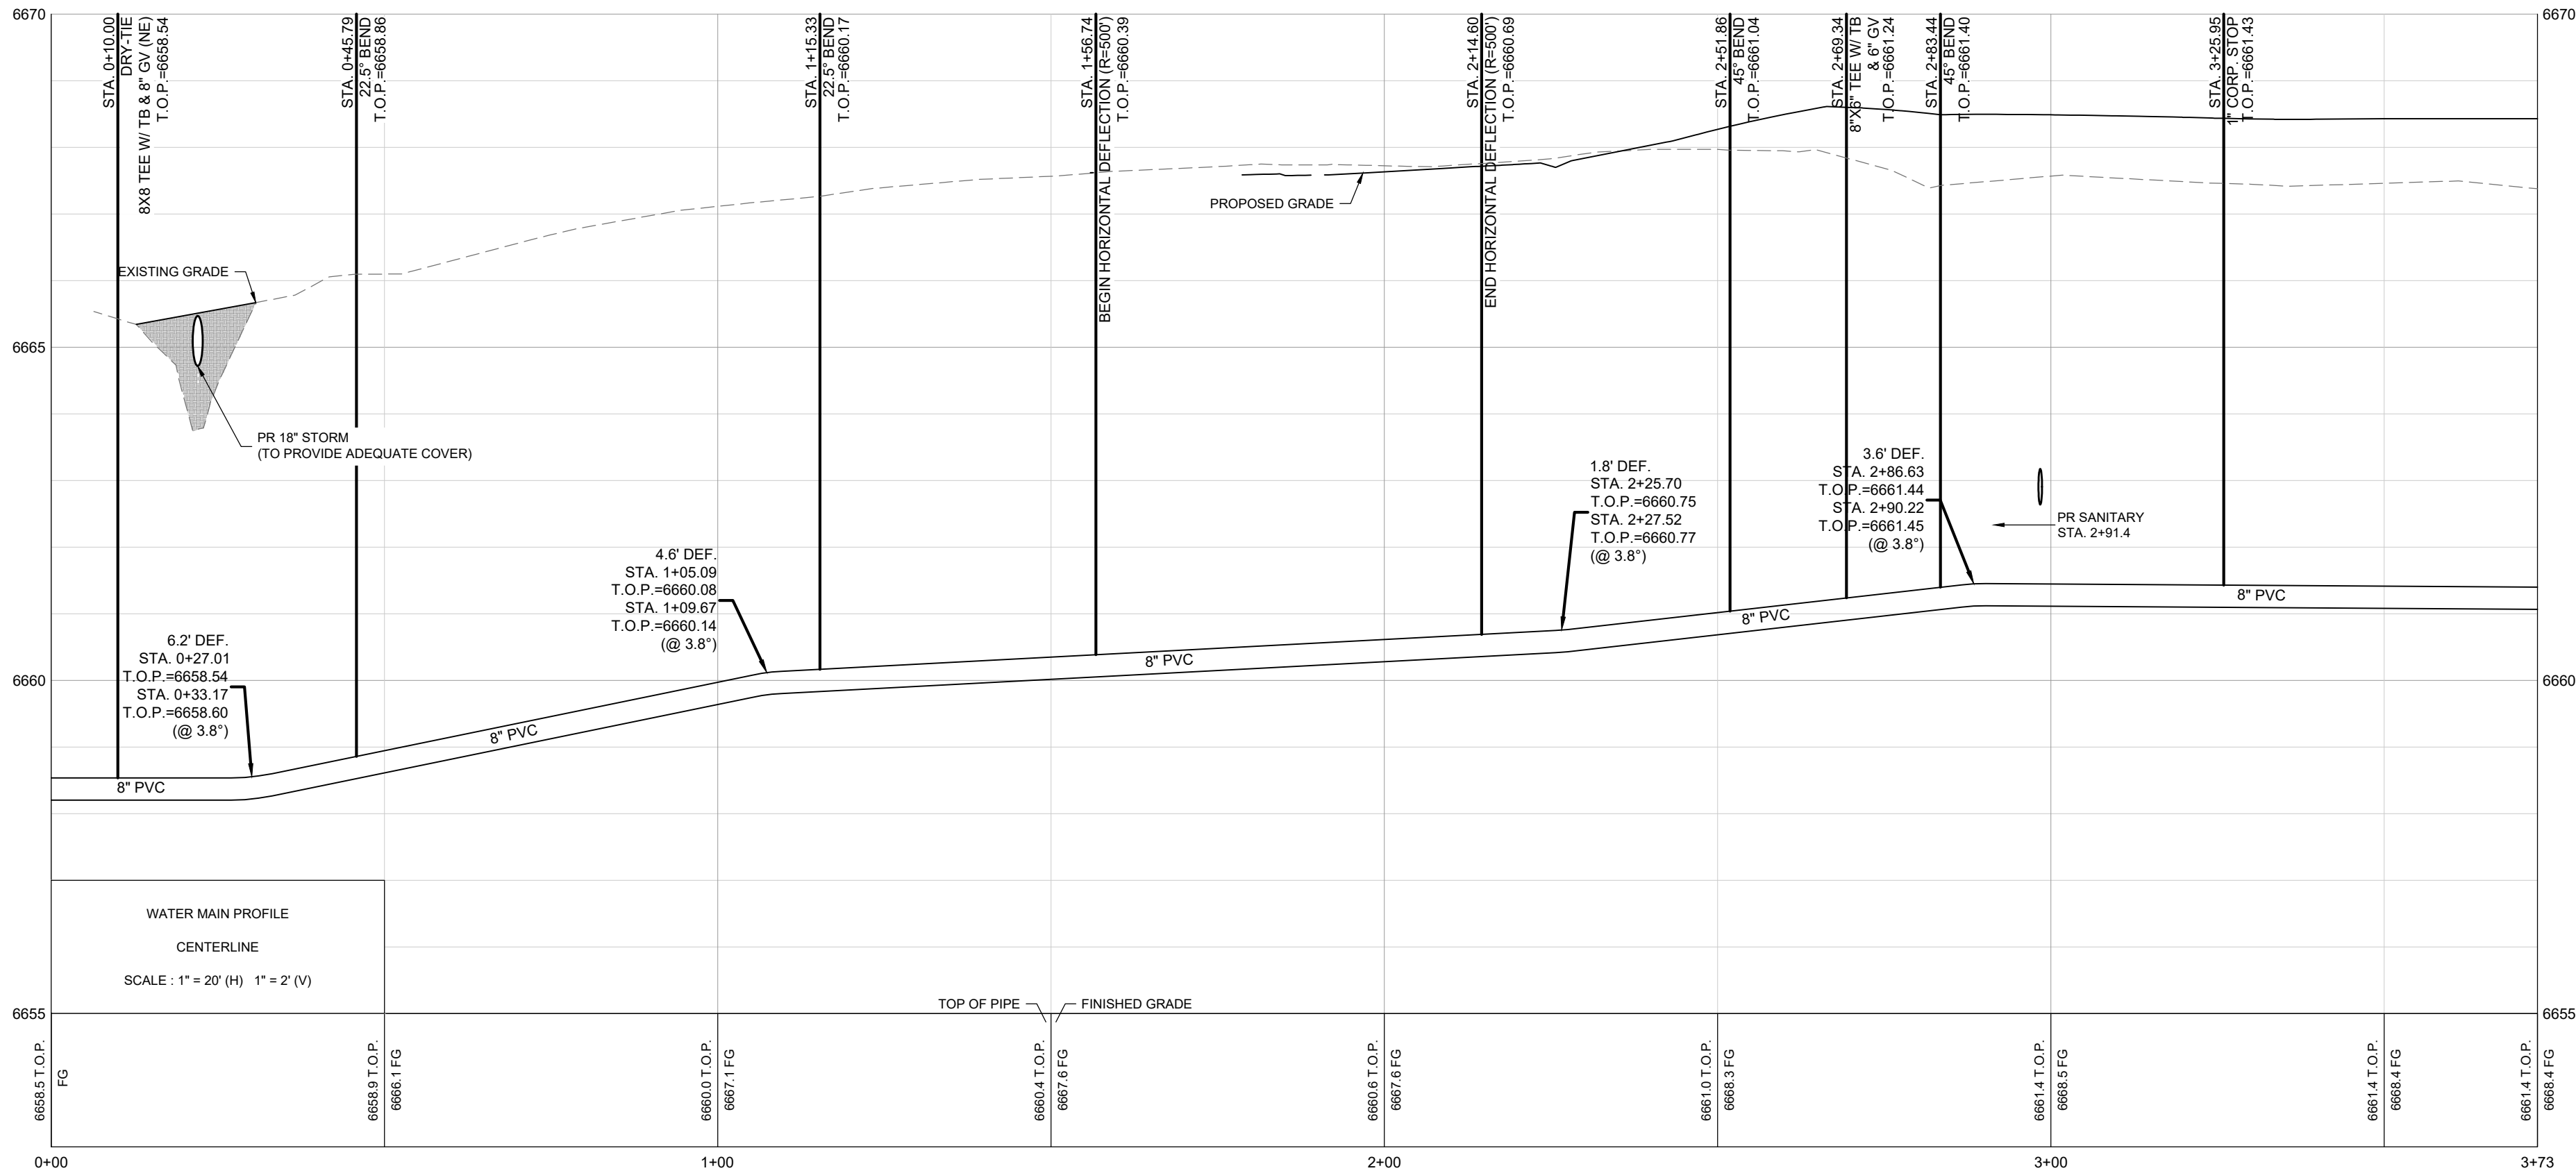 6670
6670
STA. 0+10.00
DRY-TIE
8X8 TEE W/ TB & 8" GV (NE)
T.O.P.=6658.54
STA. 0+45.79
22.5° BEND
T.O.P.=6658.86
STA. 1+15.33
22.5° BEND
T.O.P.=6660.17
STA. 1+56.74
BEGIN HORIZONTAL DEFLECTION (R=500')
T.O.P.=6660.39
STA. 2+14.60
END HORIZONTAL DEFLECTION (R=500')
T.O.P.=6660.69
STA. 2+51.86
45° BEND
T.O.P.=6661.04
STA. 2+69.34
8"X6" TEE W/ TB
& 6" GV
T.O.P.=6661.24
STA. 2+83.44
45° BEND
T.O.P.=6661.40
STA. 3+25.95
1" CORP. STOP
T.O.P.=6661.43
PROPOSED GRADE
EXISTING GRADE
6665
PR 18" STORM
(TO PROVIDE ADEQUATE COVER)
3.6' DEF.
STA. 2+86.63
T.O.P.=6661.44
STA. 2+90.22
T.O.P.=6661.45
(@ 3.8°)
1.8' DEF.
STA. 2+25.70
T.O.P.=6660.75
STA. 2+27.52
T.O.P.=6660.77
(@ 3.8°)
PR SANITARY
STA. 2+91.4
4.6' DEF.
STA. 1+05.09
T.O.P.=6660.08
STA. 1+09.67
T.O.P.=6660.14
(@ 3.8°)
8" PVC
8" PVC
6.2' DEF.
STA. 0+27.01
T.O.P.=6658.54
STA. 0+33.17
T.O.P.=6658.60
(@ 3.8°)
8" PVC
6660
6660
8" PVC
8" PVC
WATER MAIN PROFILE
CENTERLINE
SCALE : 1" = 20' (H) 1" = 2' (V)
TOP OF PIPE
FINISHED GRADE
6655
6655
6658.5 T.O.P.
FG
6658.9 T.O.P.
6666.1 FG
6660.0 T.O.P.
6667.1 FG
6660.4 T.O.P.
6667.6 FG
6660.6 T.O.P.
6667.6 FG
6661.0 T.O.P.
6668.3 FG
6661.4 T.O.P.
6668.5 FG
6661.4 T.O.P.
6668.4 FG
6661.4 T.O.P.
6668.4 FG
0+00
1+00
2+00
3+00
3+73